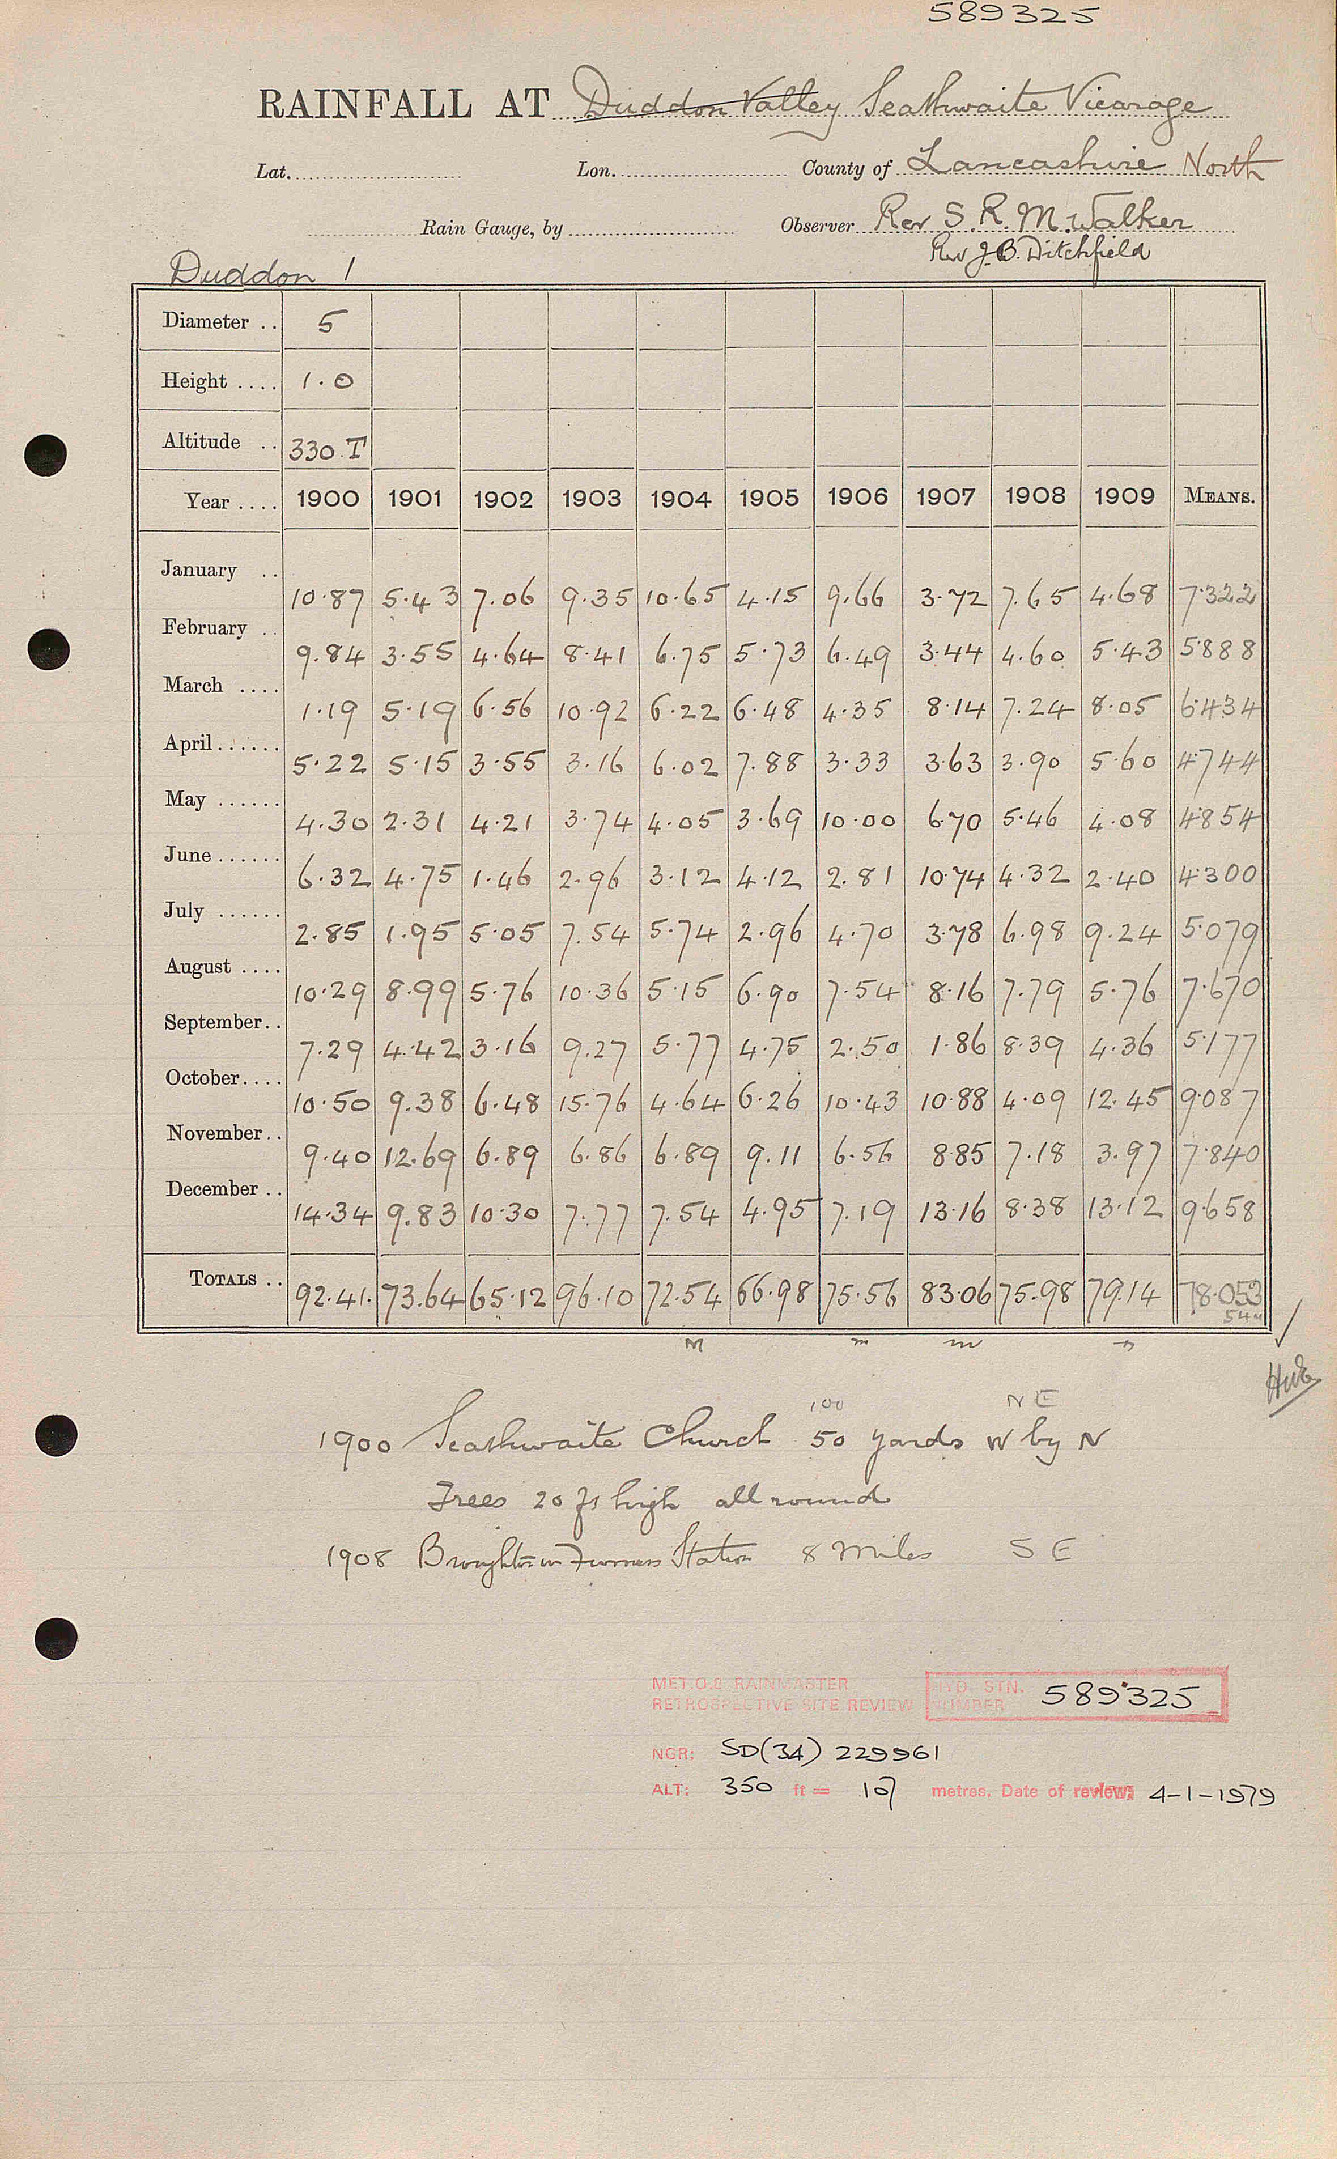 589325
RAINFALL AT Duddon Valley Seathwaite Vicarage
Lat. Lon. County of Lancashire North
Rain Gauge, by Observer Rev S. R. M. Walker
Rev J. B. Ditchfield
Duddon 1
Diameter .. 5
Height .... 1.0
Altitude .. 330 T
Year .... 1900 1901 1902 1903 1904 1905 1906 1907 1908 1909 MEANS.
January .. 10.87 5.43 7.06 9.35 10.65 4.15 9.66 3.72 7.65 4.68 7.322
February .. 9.84 3.55 4.64 8.41 6.75 5.73 6.49 3.44 4.60 5.43 5.888
March .... 1.19 5.19 6.56 10.92 6.22 6.48 4.35 8.14 7.24 8.05 6.434
April ...... 5.22 5.15 3.55 3.16 6.02 7.88 3.33 3.63 3.90 5.60 4.744
May ...... 4.30 2.31 4.21 3.74 4.05 3.69 10.00 6.70 5.46 4.08 4.854
June ...... 6.32 4.75 1.46 2.96 3.12 4.12 2.81 10.74 4.32 2.40 4.300
July ...... 2.85 1.95 5.05 7.54 5.74 2.96 4.70 3.78 6.98 9.24 5.079
August .... 10.29 8.99 5.76 10.36 5.15 6.90 7.54 8.16 7.79 5.76 7.670
September.. 7.29 4.42 3.16 9.27 5.77 4.75 2.50 1.86 8.39 4.36 5.177
October.... 10.50 9.38 6.48 15.76 4.64 6.26 10.43 10.88 4.09 12.45 9.087
November.. 9.40 12.69 6.89 6.86 6.89 9.11 6.56 8.85 7.18 3.97 7.840
December .. 14.34 9.83 10.30 7.77 7.54 4.95 7.19 13.16 8.38 13.12 9.658
TOTALS .. 92.41 73.64 65.12 96.10 72.54 66.98 75.56 83.06 75.98 79.14 78.053
100 NE
1900 Seathwaite Church 50 yards W by N
Trees 20 ft high all round
1908 Broughton in Furness Station 8 Miles S E
MET.O.8 RAINMASTER
RETROSPECTIVE SITE REVIEW
HYD. STN. NUMBER 589325
NGR: SD(34) 229961
ALT: 350 ft = 107 metres. Date of review: 4-1-1979